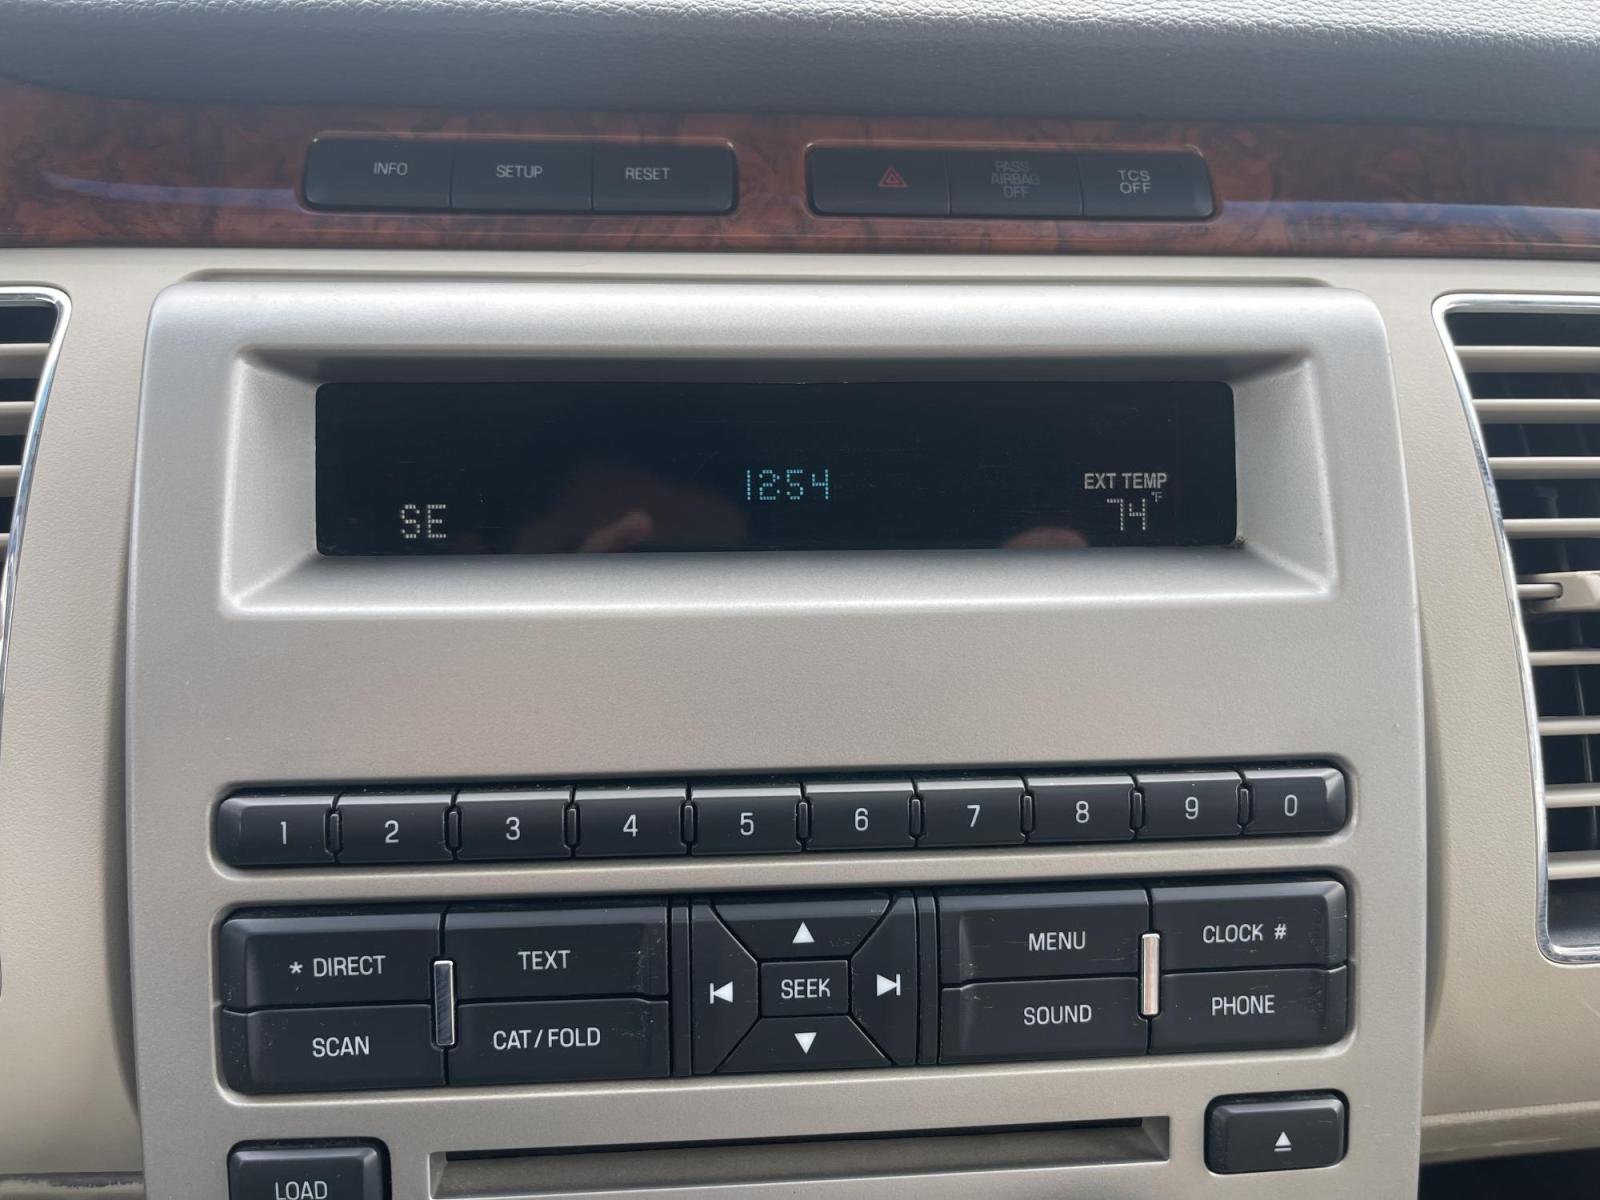 INFO SETUP RESET
PASS AIRBAG OFF
TCS OFF
12:54
EXT TEMP
SE
74°F
1 2 3 4 5 6 7 8 9 0
* DIRECT TEXT MENU CLOCK #
SEEK
SCAN CAT/FOLD SOUND PHONE
LOAD